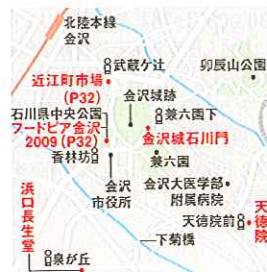 北陸本線
金沢
武蔵ケ辻
卯辰山公園
近江町市場
(P32)
金沢城跡
兼六園下
石川県中央公園
フードピア金沢
2009(P32)
金沢城石川門
香林坊
兼六園
金沢
市役所
金沢大医学部
附属病院
浜口長生堂
天徳院前
天徳院
下菊橋
泉が丘